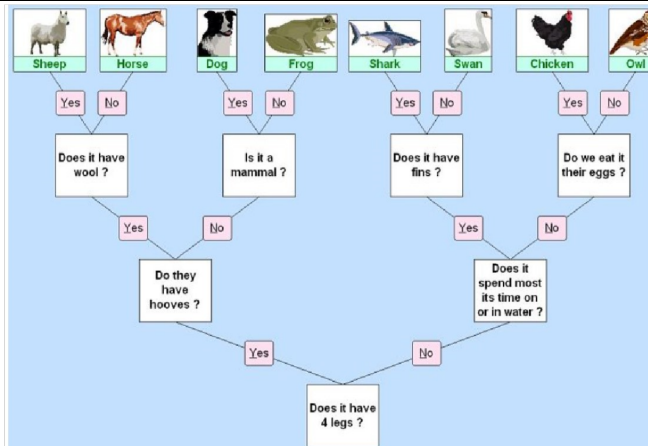 Sheep
Horse
Dog
Frog
Shark
Swan
Chicken
Owl
Yes
No
Yes
No
Yes
No
Yes
No
Does it have
wool ?
Is it a
mammal ?
Does it have
fins ?
Do we eat it
their eggs ?
Yes
No
Yes
No
Do they
have
hooves ?
Does it
spend most
its time on
or in water ?
Yes
No
Does it have
4 legs ?